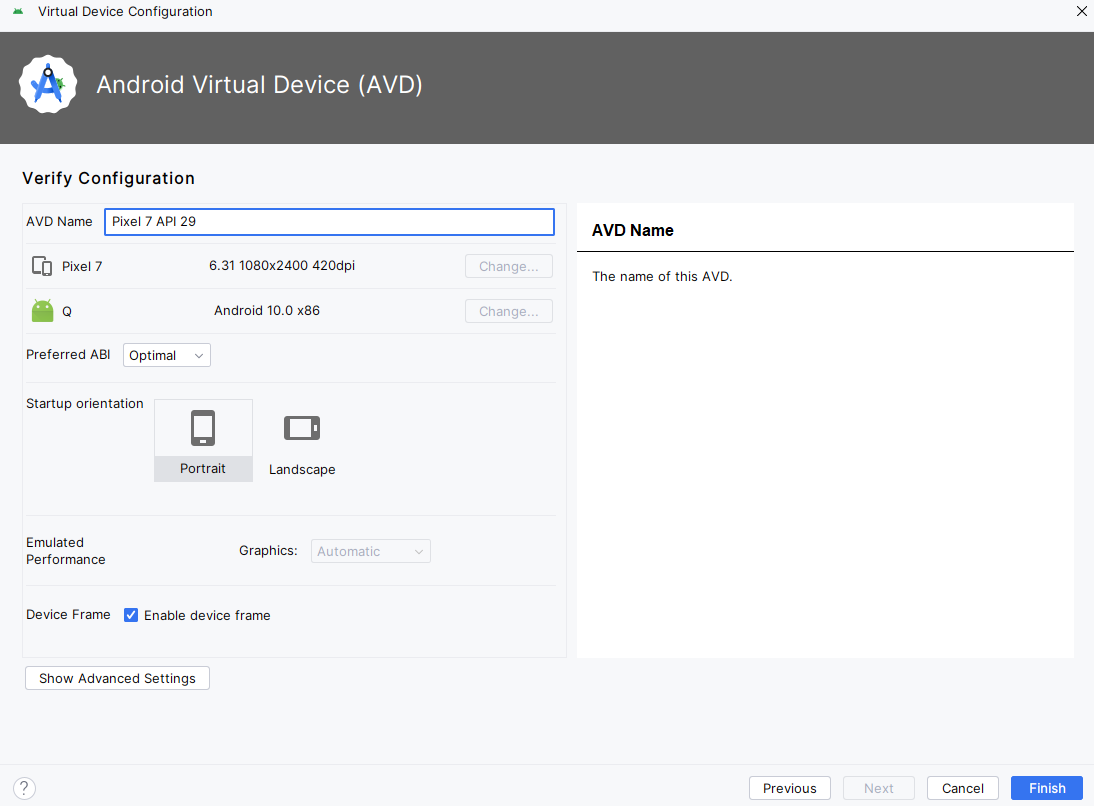 Virtual Device Configuration
Android Virtual Device (AVD)
Verify Configuration
AVD Name Pixel 7 API 29
Pixel 7 6.31 1080x2400 420dpi Change...
Q Android 10.0 x86 Change...
Preferred ABI Optimal
Startup orientation
Portrait Landscape
Emulated
Performance
Graphics: Automatic
Device Frame Enable device frame
Show Advanced Settings
AVD Name
The name of this AVD.
? Previous Next Cancel Finish